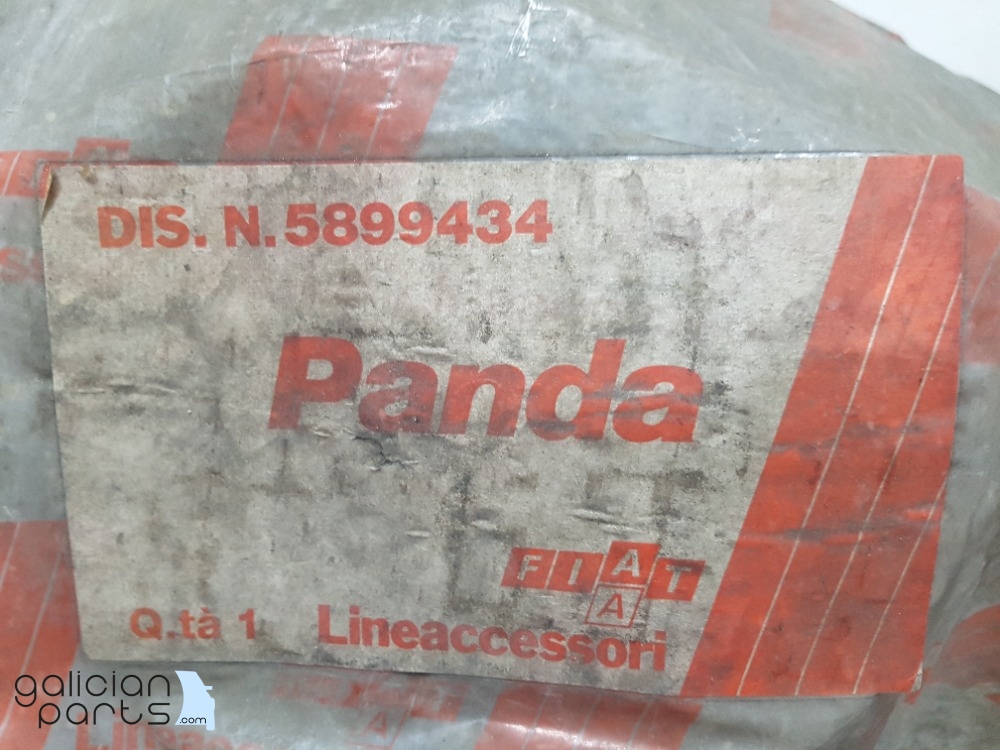 DIS. N. 5899434
Panda
FIAT
A
Q.tà 1 Lineaccessori
galician
parts.com